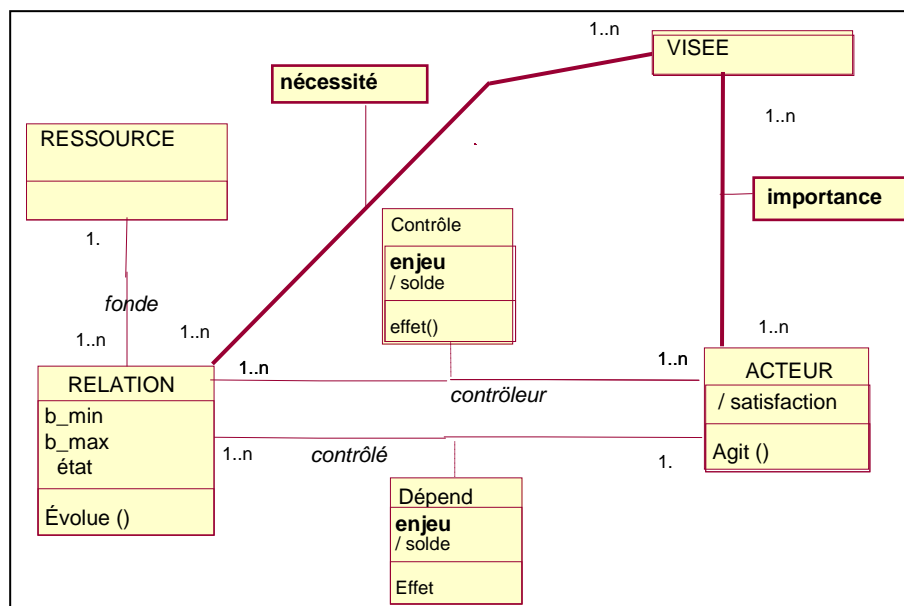 1..n
VISEE
nécessité
RESSOURCE
1..n
importance
Contrôle
1.
enjeu
/ solde
fonde
effet()
1..n
1..n
1..n
1..n
1..n
RELATION
ACTEUR
contröleur
b_min
/ satisfaction
b_max
état
1..n
contrôlé
1.
Agit ()
Dépend
Évolue ()
enjeu
/ solde
Effet